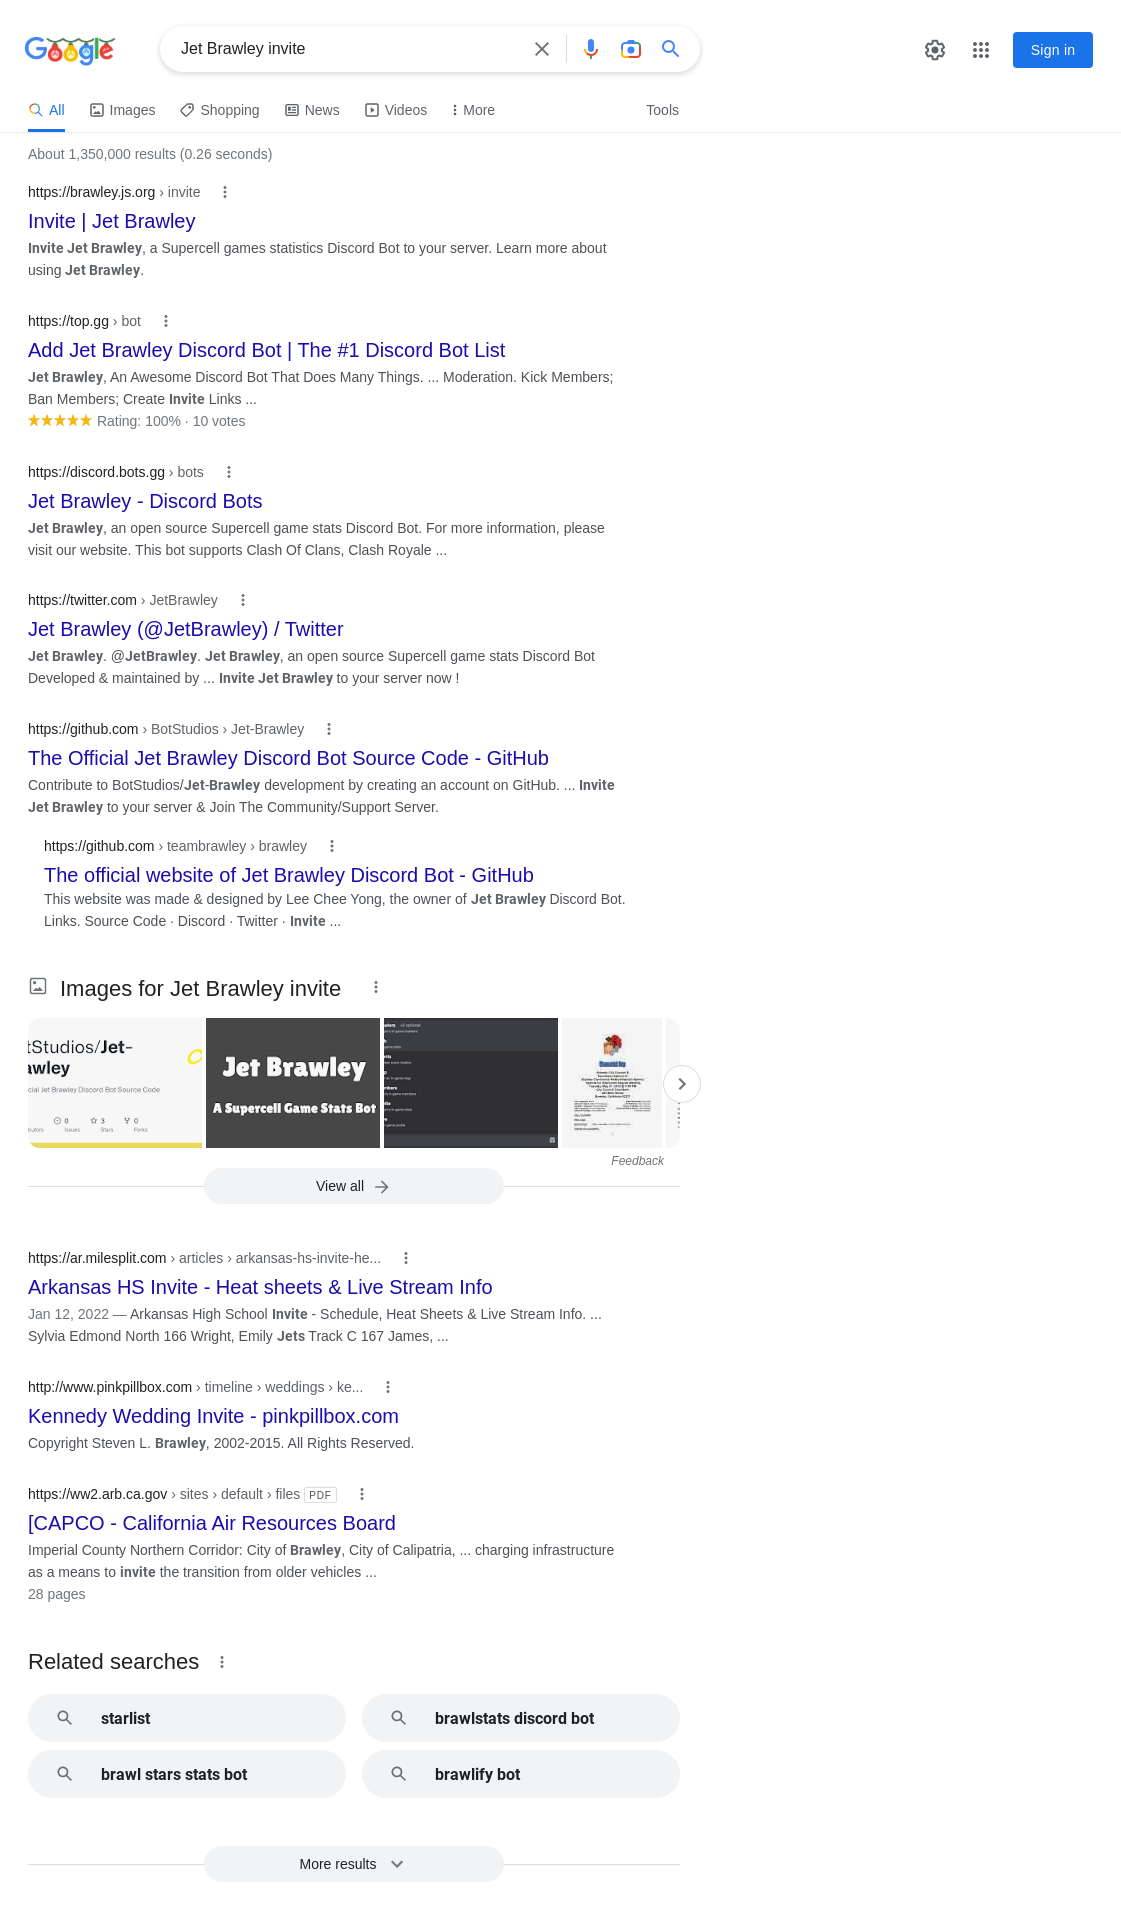 Google
Jet Brawley invite
Sign in
All Images Shopping News Videos More Tools
About 1,350,000 results (0.26 seconds)
https://brawley.js.org › invite
Invite | Jet Brawley
Invite Jet Brawley, a Supercell games statistics Discord Bot to your server. Learn more about
using Jet Brawley.
https://top.gg › bot
Add Jet Brawley Discord Bot | The #1 Discord Bot List
Jet Brawley, An Awesome Discord Bot That Does Many Things. ... Moderation. Kick Members;
Ban Members; Create Invite Links ...
Rating: 100% · 10 votes
https://discord.bots.gg › bots
Jet Brawley - Discord Bots
Jet Brawley, an open source Supercell game stats Discord Bot. For more information, please
visit our website. This bot supports Clash Of Clans, Clash Royale ...
https://twitter.com › JetBrawley
Jet Brawley (@JetBrawley) / Twitter
Jet Brawley. @JetBrawley. Jet Brawley, an open source Supercell game stats Discord Bot
Developed & maintained by ... Invite Jet Brawley to your server now !
https://github.com › BotStudios › Jet-Brawley
The Official Jet Brawley Discord Bot Source Code - GitHub
Contribute to BotStudios/Jet-Brawley development by creating an account on GitHub. ... Invite
Jet Brawley to your server & Join The Community/Support Server.
https://github.com › teambrawley › brawley
The official website of Jet Brawley Discord Bot - GitHub
This website was made & designed by Lee Chee Yong, the owner of Jet Brawley Discord Bot.
Links. Source Code · Discord · Twitter · Invite ...
Images for Jet Brawley invite
tStudios/Jet-
awley
cial Jet Brawley Discord Bot Source Code
0 3 0
Issues Stars Forks
Jet Brawley
A Supercell Game Stats Bot
Feedback
View all
https://ar.milesplit.com › articles › arkansas-hs-invite-he...
Arkansas HS Invite - Heat sheets & Live Stream Info
Jan 12, 2022 — Arkansas High School Invite - Schedule, Heat Sheets & Live Stream Info. ...
Sylvia Edmond North 166 Wright, Emily Jets Track C 167 James, ...
http://www.pinkpillbox.com › timeline › weddings › ke...
Kennedy Wedding Invite - pinkpillbox.com
Copyright Steven L. Brawley, 2002-2015. All Rights Reserved.
https://ww2.arb.ca.gov › sites › default › files PDF
[CAPCO - California Air Resources Board
Imperial County Northern Corridor: City of Brawley, City of Calipatria, ... charging infrastructure
as a means to invite the transition from older vehicles ...
28 pages
Related searches
starlist
brawlstats discord bot
brawl stars stats bot
brawlify bot
More results